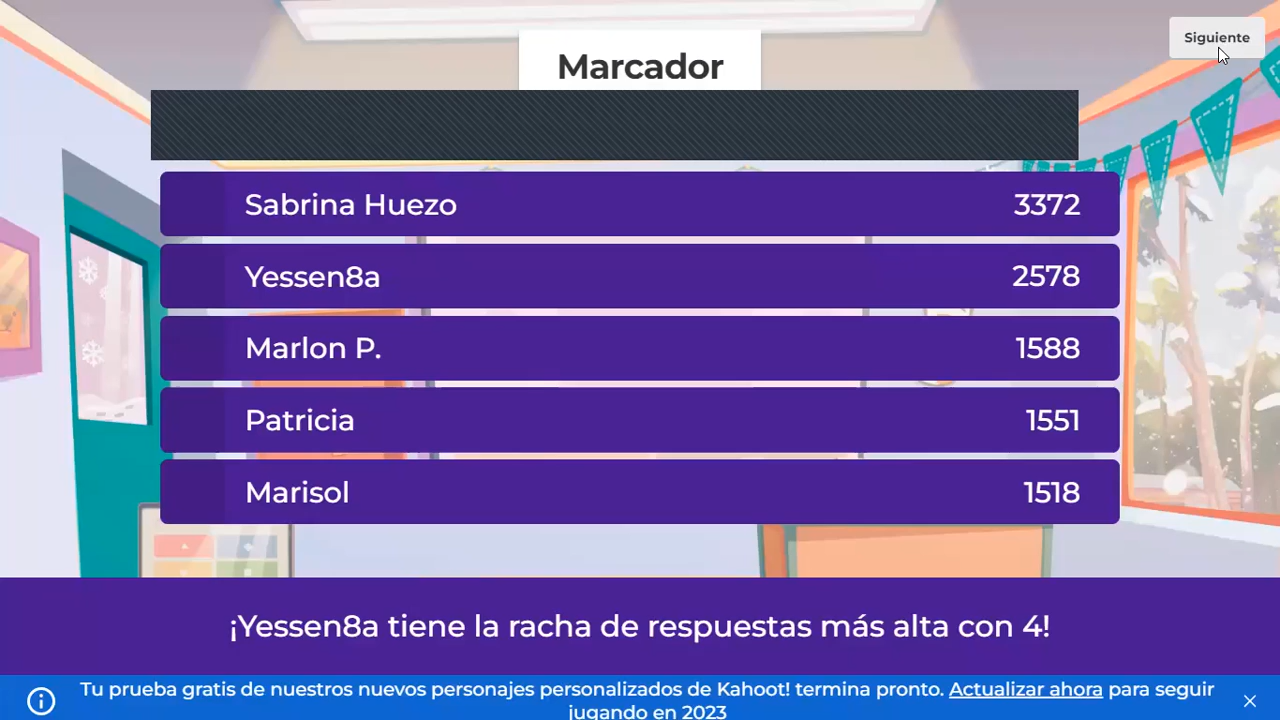 Siguiente
Marcador
Sabrina Huezo 3372
Yessen8a 2578
Marlon P. 1588
Patricia 1551
Marisol 1518
¡Yessen8a tiene la racha de respuestas más alta con 4!
Tu prueba gratis de nuestros nuevos personajes personalizados de Kahoot! termina pronto. Actualizar ahora para seguir
jugando en 2023